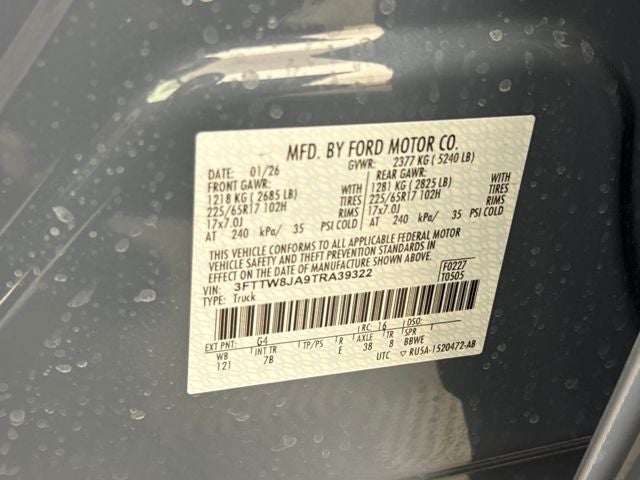 MFD. BY FORD MOTOR CO.
DATE: 01/26 GVWR: 2377 KG ( 5240 LB)
FRONT GAWR: REAR GAWR:
1218 KG ( 2685 LB) WITH 1281 KG ( 2825 LB) WITH
225/65R17 102H TIRES 225/65R17 102H TIRES
17x7.0J RIMS 17x7.0J RIMS
AT 240 kPa/ 35 PSI COLD AT 240 kPa/ 35 PSI COLD
THIS VEHICLE CONFORMS TO ALL APPLICABLE FEDERAL MOTOR
VEHICLE SAFETY AND THEFT PREVENTION STANDARDS IN EFFECT ON
THE DATE OF MANUFACTURE SHOWN ABOVE.
VIN: 3FTTW8JA9TRA39322 F0227
TYPE: Truck T0505
EXT PNT: G4 RC: 16 DSO:
WB INT TR TP/PS R AXLE TR SPR
121 7B E 38 8 BBWE
UTC ▽ RU5A-1520472-AB